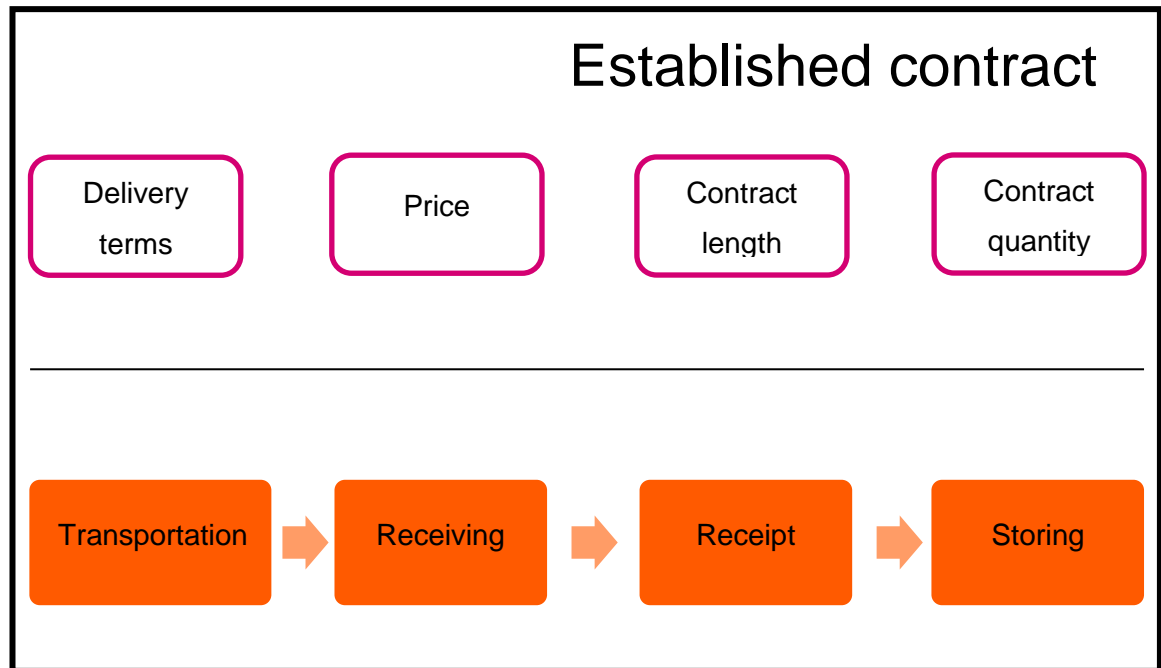 Established contract
Delivery
terms
Price
Contract
length
Contract
quantity
Transportation
Receiving
Receipt
Storing